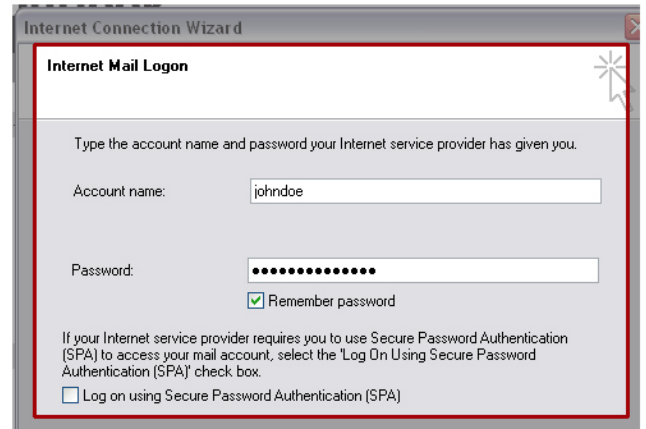 Internet Connection Wizard
Internet Mail Logon
Type the account name and password your Internet service provider has given you.
Account name:
johndoe
Password:
••••••••••••••
Remember password
If your Internet service provider requires you to use Secure Password Authentication
(SPA) to access your mail account, select the 'Log On Using Secure Password
Authentication (SPA)' check box.
Log on using Secure Password Authentication (SPA)